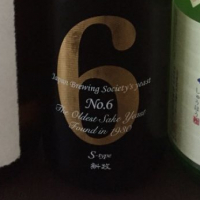 6
Japan Brewing Society's yeast
No.6
The Oldest Sake Yeast
Found in 1930
S-type
新政